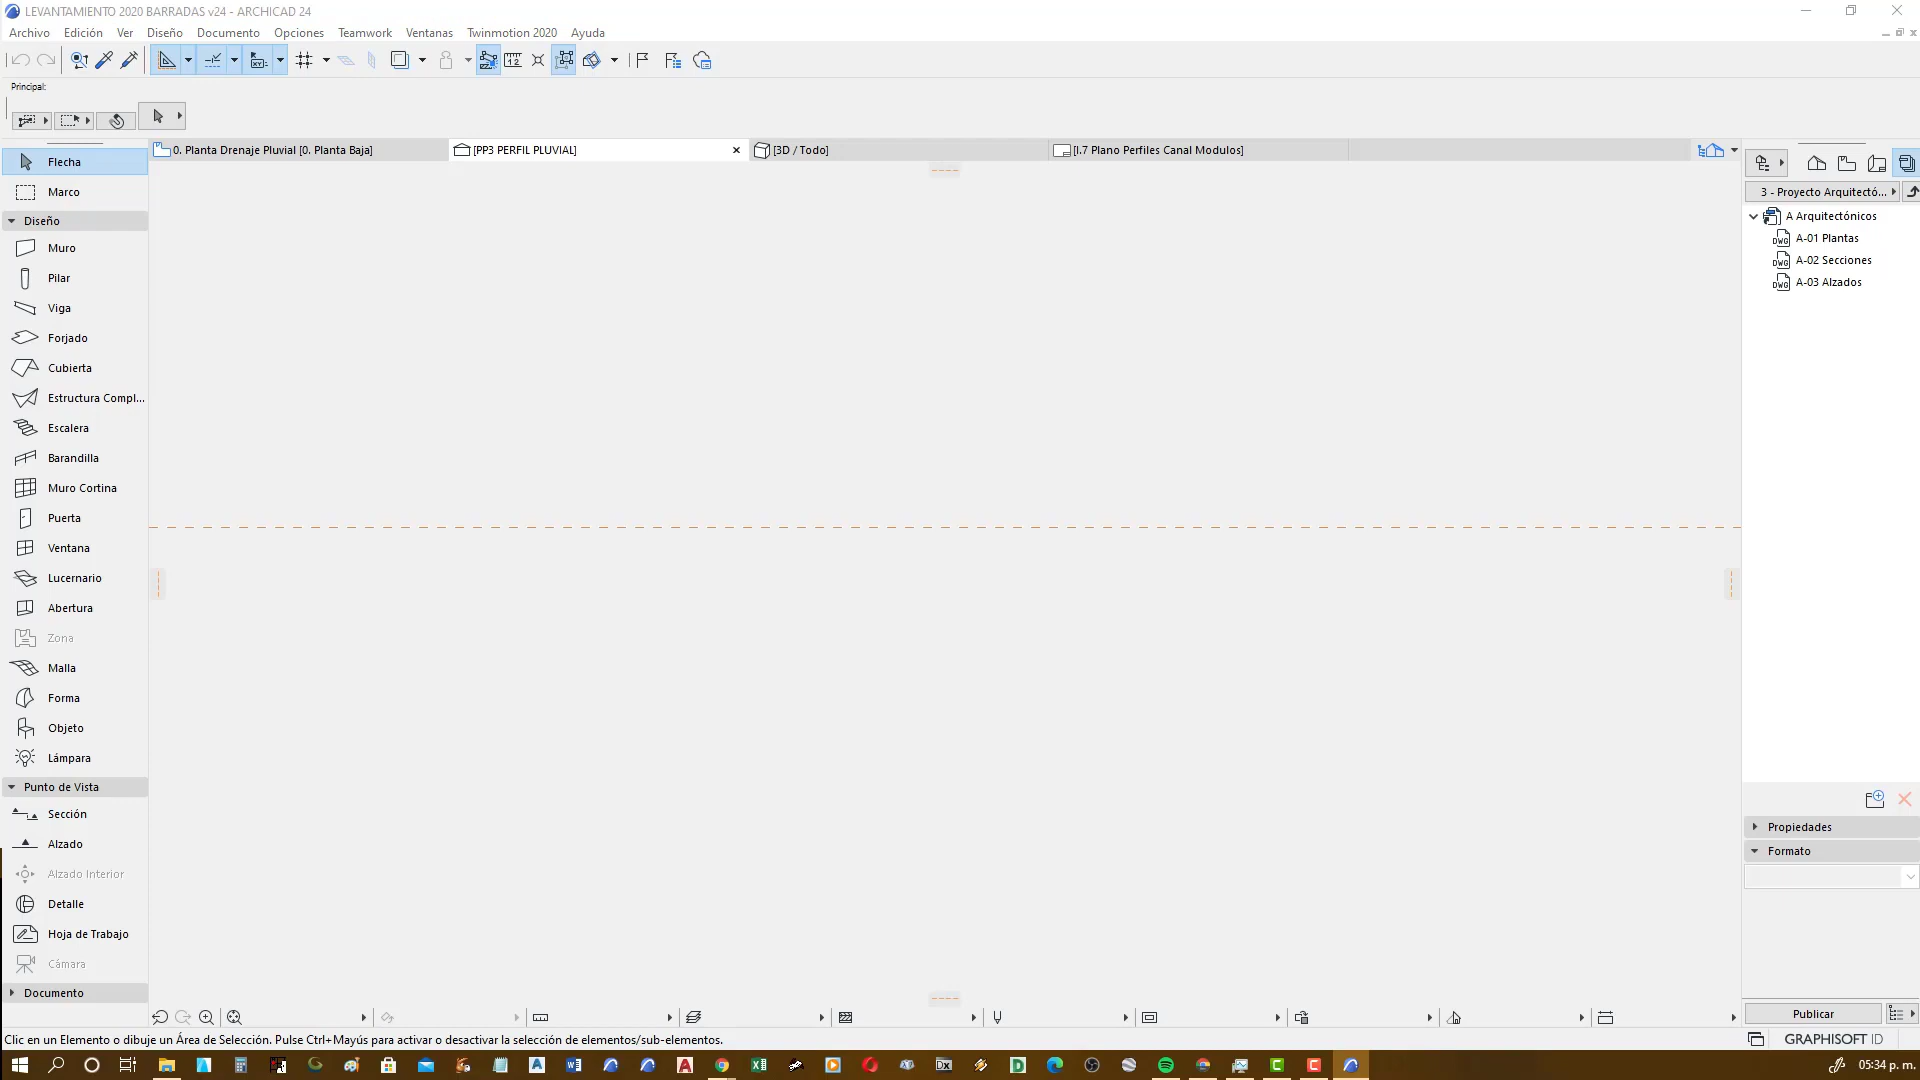 LEVANTAMIENTO 2020 BARRADAS v24 - ARCHICAD 24
Archivo Edición Ver Diseño Documento Opciones Teamwork Ventanas Twinmotion 2020 Ayuda
Principal:
Flecha
Marco
Diseño
Muro
Pilar
Viga
Forjado
Cubierta
Estructura Compl...
Escalera
Barandilla
Muro Cortina
Puerta
Ventana
Lucernario
Abertura
Zona
Malla
Forma
Objeto
Lámpara
Punto de Vista
Sección
Alzado
Alzado Interior
Detalle
Hoja de Trabajo
Cámara
Documento
0. Planta Drenaje Pluvial [0. Planta Baja]
[PP3 PERFIL PLUVIAL]
[3D / Todo]
[I.7 Plano Perfiles Canal Modulos]
3 - Proyecto Arquitectó...
A Arquitectónicos
DWG A-01 Plantas
DWG A-02 Secciones
DWG A-03 Alzados
Propiedades
Formato
Publicar
Clic en un Elemento o dibuje un Área de Selección. Pulse Ctrl+Mayús para activar o desactivar la selección de elementos/sub-elementos.
GRAPHISOFT ID
05:34 p. m.